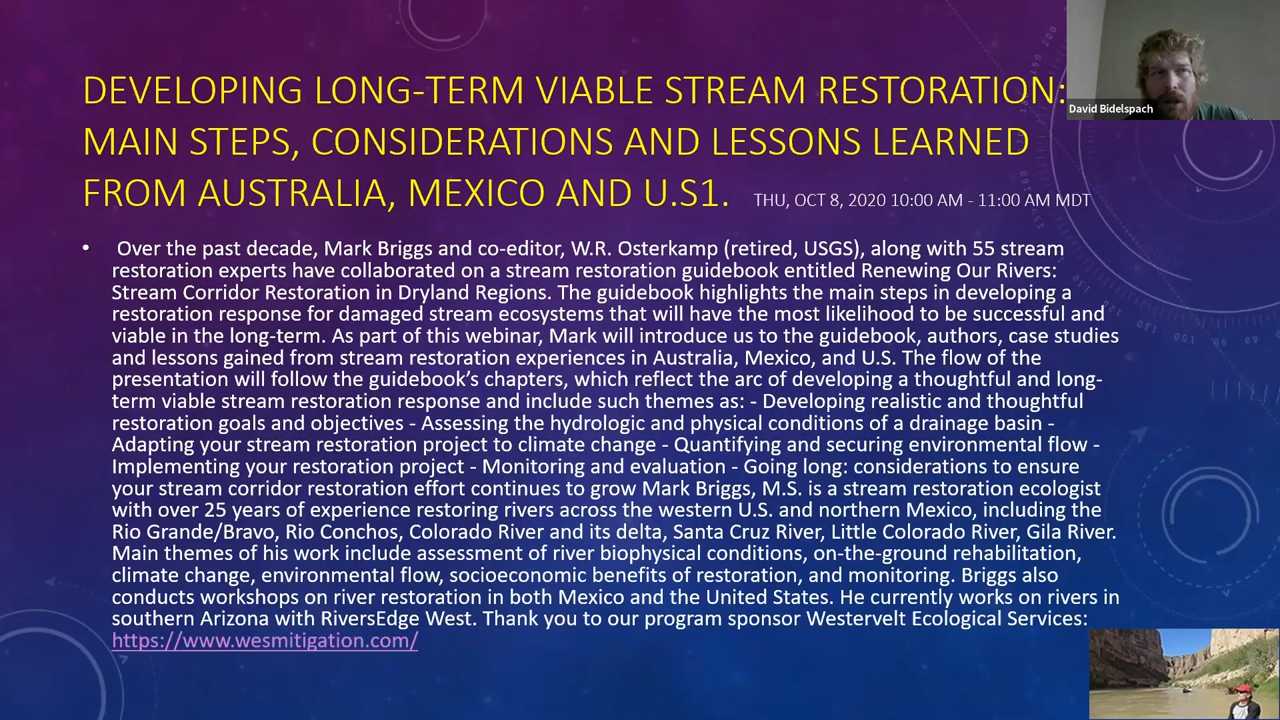 DEVELOPING LONG-TERM VIABLE STREAM RESTORATION:
MAIN STEPS, CONSIDERATIONS AND LESSONS LEARNED
FROM AUSTRALIA, MEXICO AND U.S1. THU, OCT 8, 2020 10:00 AM - 11:00 AM MDT
David Bidelspach
• Over the past decade, Mark Briggs and co-editor, W.R. Osterkamp (retired, USGS), along with 55 stream
restoration experts have collaborated on a stream restoration guidebook entitled Renewing Our Rivers:
Stream Corridor Restoration in Dryland Regions. The guidebook highlights the main steps in developing a
restoration response for damaged stream ecosystems that will have the most likelihood to be successful and
viable in the long-term. As part of this webinar, Mark will introduce us to the guidebook, authors, case studies
and lessons gained from stream restoration experiences in Australia, Mexico, and U.S. The flow of the
presentation will follow the guidebook’s chapters, which reflect the arc of developing a thoughtful and long-
term viable stream restoration response and include such themes as: - Developing realistic and thoughtful
restoration goals and objectives - Assessing the hydrologic and physical conditions of a drainage basin -
Adapting your stream restoration project to climate change - Quantifying and securing environmental flow -
Implementing your restoration project - Monitoring and evaluation - Going long: considerations to ensure
your stream corridor restoration effort continues to grow Mark Briggs, M.S. is a stream restoration ecologist
with over 25 years of experience restoring rivers across the western U.S. and northern Mexico, including the
Rio Grande/Bravo, Rio Conchos, Colorado River and its delta, Santa Cruz River, Little Colorado River, Gila River.
Main themes of his work include assessment of river biophysical conditions, on-the-ground rehabilitation,
climate change, environmental flow, socioeconomic benefits of restoration, and monitoring. Briggs also
conducts workshops on river restoration in both Mexico and the United States. He currently works on rivers in
southern Arizona with RiversEdge West. Thank you to our program sponsor Westervelt Ecological Services:
https://www.wesmitigation.com/